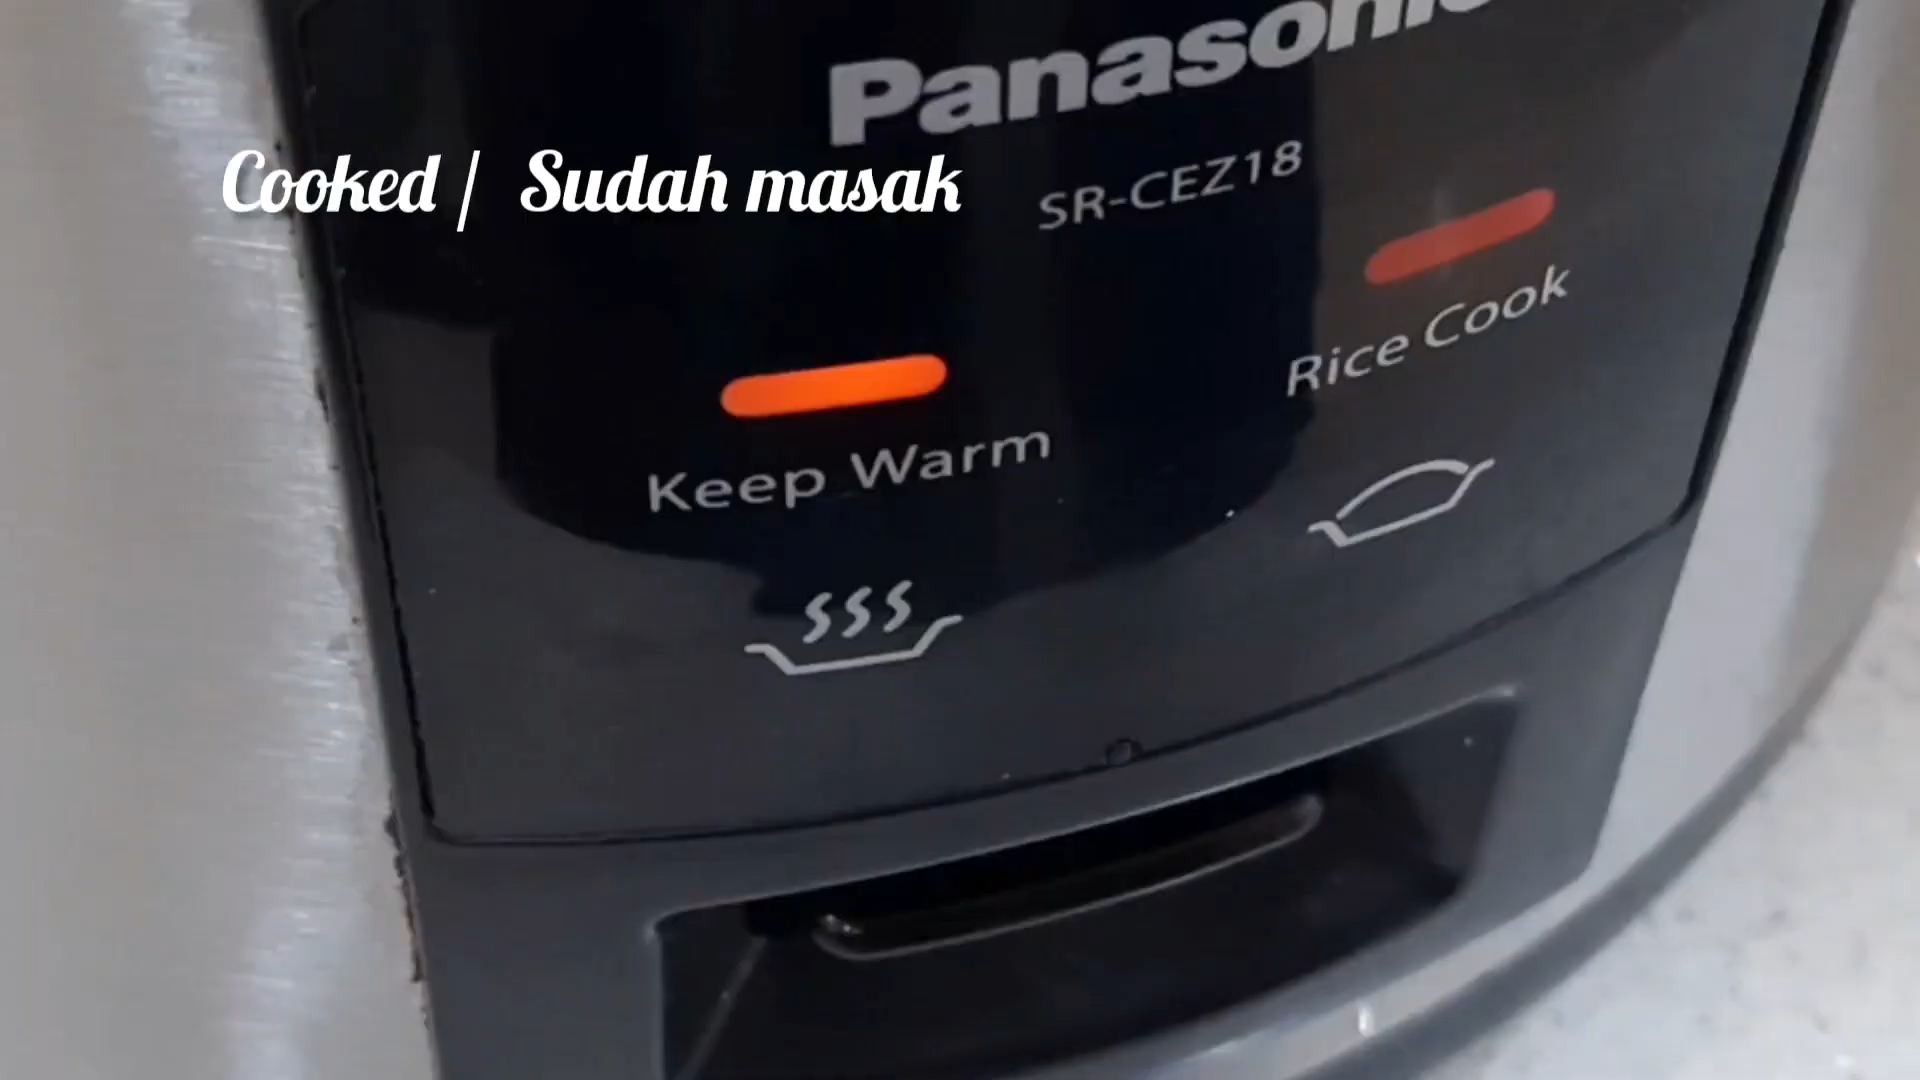 Panasonic
Cooked / Sudah masak
SR-CEZ18
Rice Cook
Keep Warm